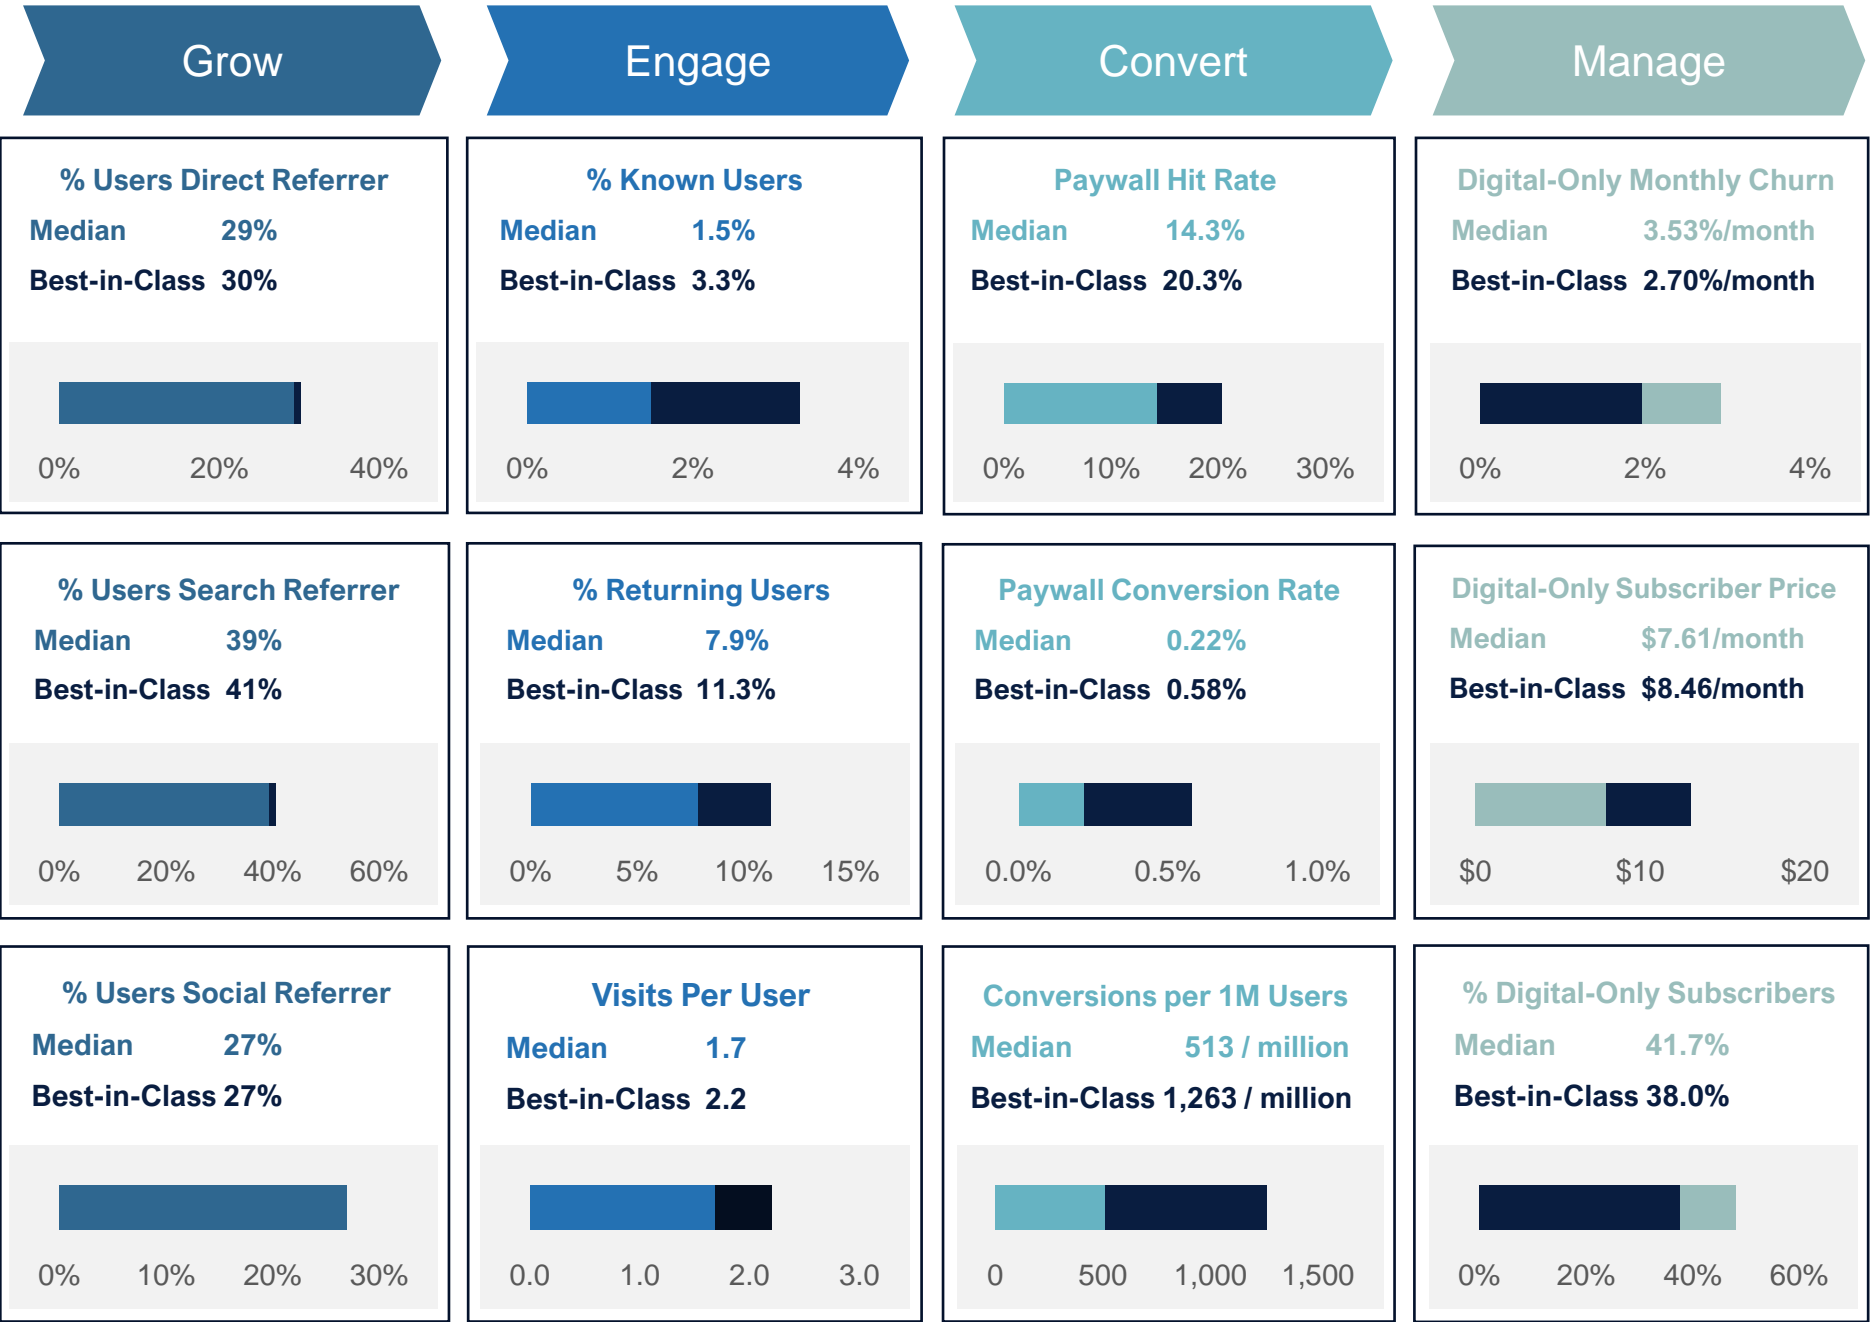 Grow
Engage
Convert
Manage
% Users Direct Referrer
Median 29%
Best-in-Class 30%
0% 20% 40%
% Known Users
Median 1.5%
Best-in-Class 3.3%
0% 2% 4%
Paywall Hit Rate
Median 14.3%
Best-in-Class 20.3%
0% 10% 20% 30%
Digital-Only Monthly Churn
Median 3.53%/month
Best-in-Class 2.70%/month
0% 2% 4%
% Users Search Referrer
Median 39%
Best-in-Class 41%
0% 20% 40% 60%
% Returning Users
Median 7.9%
Best-in-Class 11.3%
0% 5% 10% 15%
Paywall Conversion Rate
Median 0.22%
Best-in-Class 0.58%
0.0% 0.5% 1.0%
Digital-Only Subscriber Price
Median $7.61/month
Best-in-Class $8.46/month
$0 $10 $20
% Users Social Referrer
Median 27%
Best-in-Class 27%
0% 10% 20% 30%
Visits Per User
Median 1.7
Best-in-Class 2.2
0.0 1.0 2.0 3.0
Conversions per 1M Users
Median 513 / million
Best-in-Class 1,263 / million
0 500 1,000 1,500
% Digital-Only Subscribers
Median 41.7%
Best-in-Class 38.0%
0% 20% 40% 60%